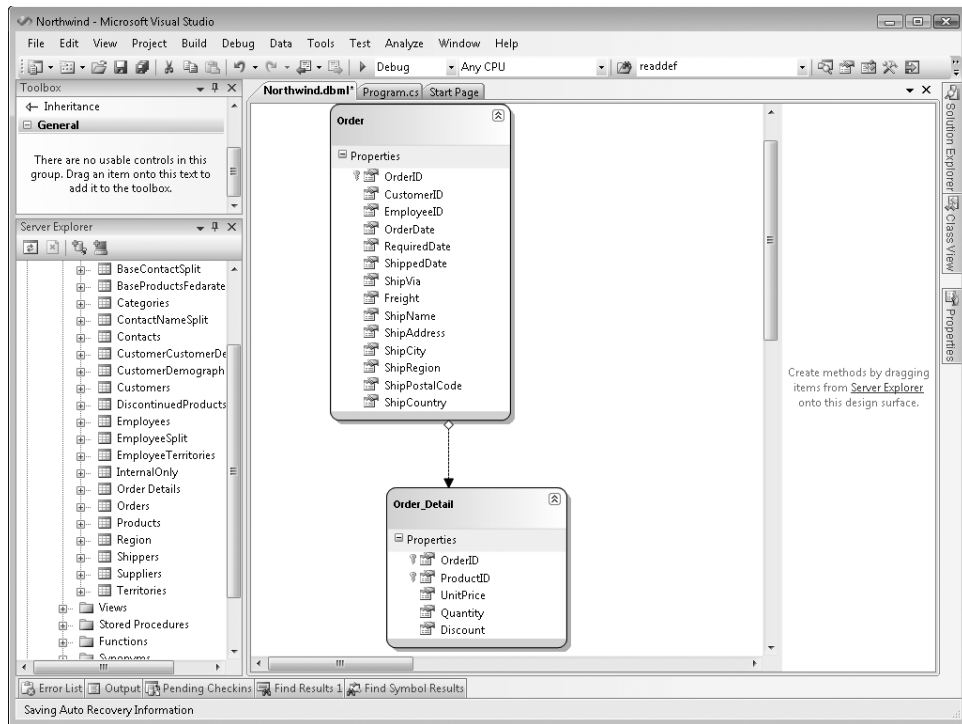 Northwind - Microsoft Visual Studio
File Edit View Project Build Debug Data Tools Test Analyze Window Help
Debug Any CPU readdef
Toolbox
Inheritance
General
There are no usable controls in this
group. Drag an item onto this text to
add it to the toolbox.
Server Explorer
BaseContactSplit
BaseProductsFedarate
Categories
ContactNameSplit
Contacts
CustomerCustomerDe
CustomerDemograph
Customers
DiscontinuedProducts
Employees
EmployeeSplit
EmployeeTerritories
InternalOnly
Order Details
Orders
Products
Region
Shippers
Suppliers
Territories
Views
Stored Procedures
Functions
Synonyms
Northwind.dbml* Program.cs Start Page
Order
Properties
OrderID
CustomerID
EmployeeID
OrderDate
RequiredDate
ShippedDate
ShipVia
Freight
ShipName
ShipAddress
ShipCity
ShipRegion
ShipPostalCode
ShipCountry
Order_Detail
Properties
OrderID
ProductID
UnitPrice
Quantity
Discount
Create methods by dragging
items from Server Explorer
onto this design surface.
Solution Explorer
Class View
Properties
Error List Output Pending Checkins Find Results 1 Find Symbol Results
Saving Auto Recovery Information